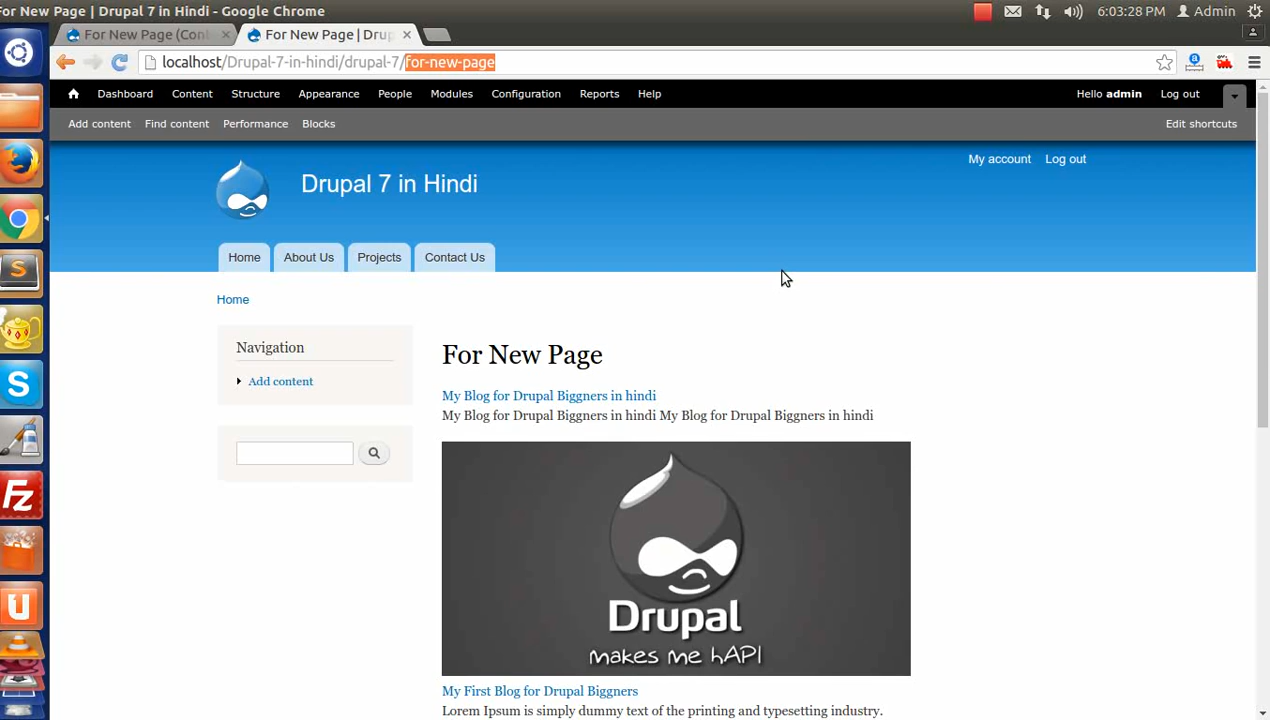 For New Page | Drupal 7 in Hindi - Google Chrome
6:03:28 PM
Admin
For New Page (Con
For New Page | Dru
localhost/Drupal-7-in-hindi/drupal-7/for-new-page
Dashboard Content Structure Appearance People Modules Configuration Reports Help
Hello admin Log out
Add content Find content Performance Blocks
Edit shortcuts
My account Log out
Drupal 7 in Hindi
Home About Us Projects Contact Us
Home
Navigation
Add content
For New Page
My Blog for Drupal Biggners in hindi
My Blog for Drupal Biggners in hindi My Blog for Drupal Biggners in hindi
Drupal
makes me hAPI
My First Blog for Drupal Biggners
Lorem Ipsum is simply dummy text of the printing and typesetting industry.